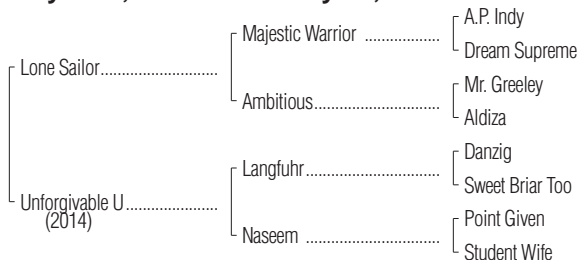 Majestic Warrior .................. A.P. Indy
Dream Supreme
Lone Sailor.............................
Ambitious............................... Mr. Greeley
Aldiza
Langfuhr................................. Danzig
Sweet Briar Too
Unforgivable U.......................
(2014)
Naseem ................................. Point Given
Student Wife